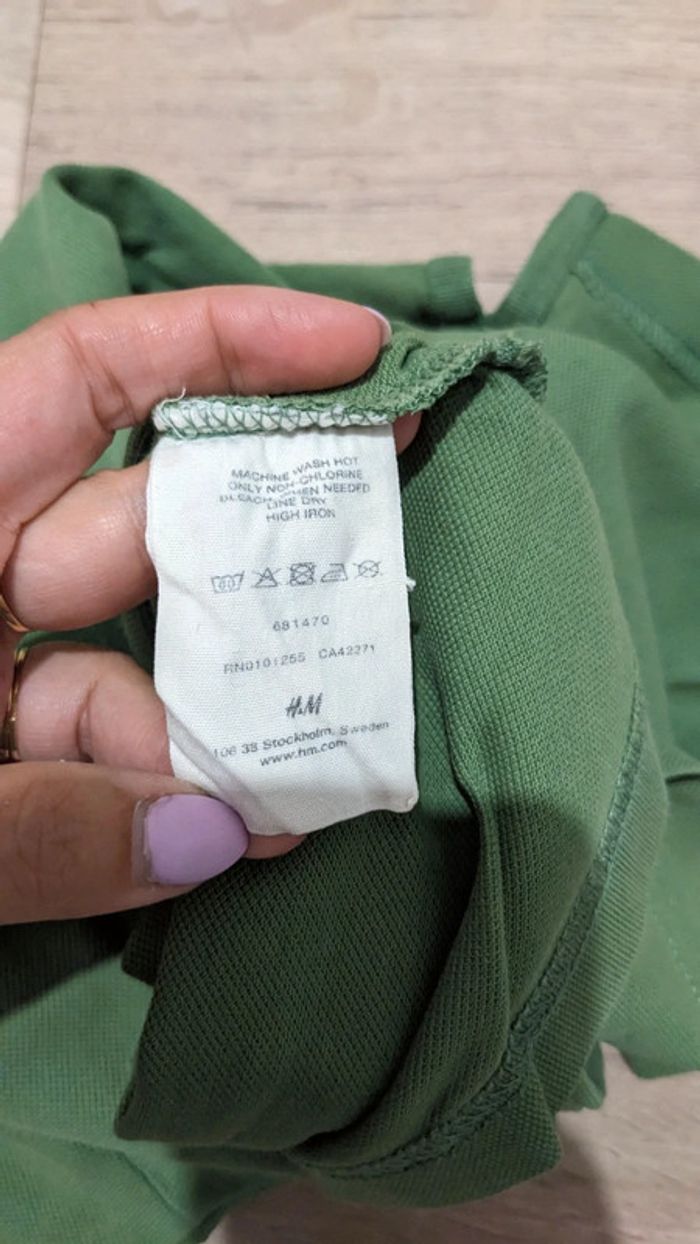 MACHINE WASH HOT
ONLY NON-CHLORINE
BLEACH WHEN NEEDED
LINE DRY
HIGH IRON
681470
RN0101255 CA42271
H&M
106 38 Stockholm, Sweden
www.hm.com